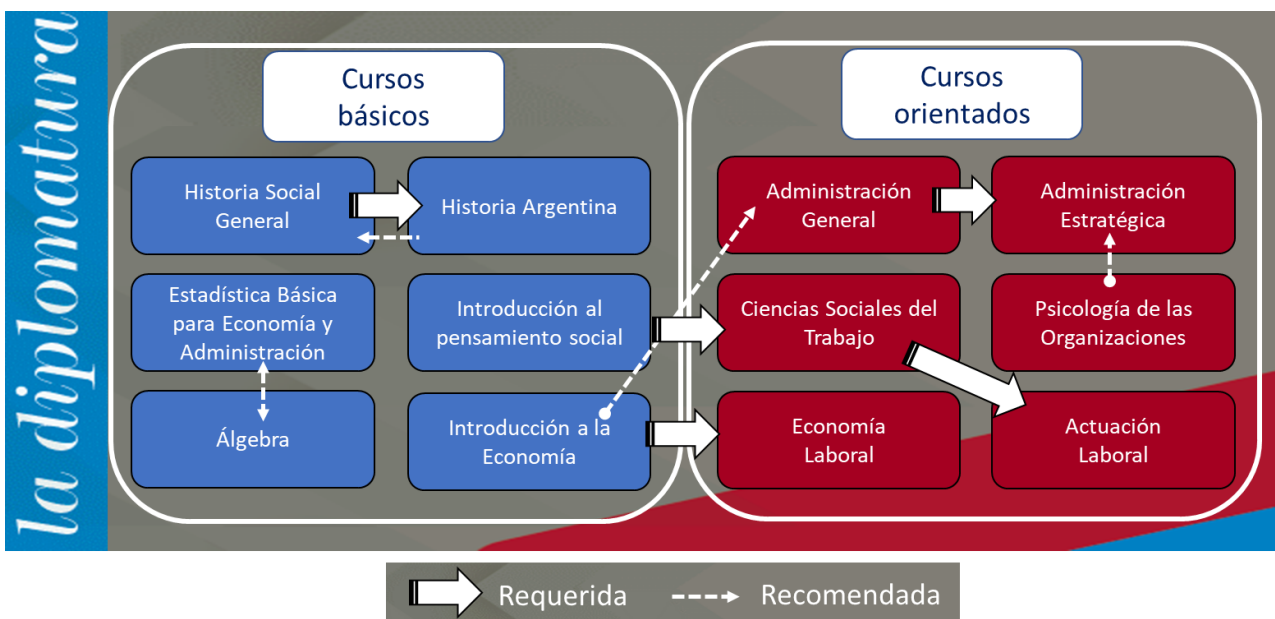 la diplomatura
Cursos
básicos
Cursos
orientados
Historia Social
General
Historia Argentina
Administración
General
Administración
Estratégica
Estadística Básica
para Economía y
Administración
Introducción al
pensamiento social
Ciencias Sociales del
Trabajo
Psicología de las
Organizaciones
Álgebra
Introducción a la
Economía
Economía
Laboral
Actuación
Laboral
Requerida
Recomendada